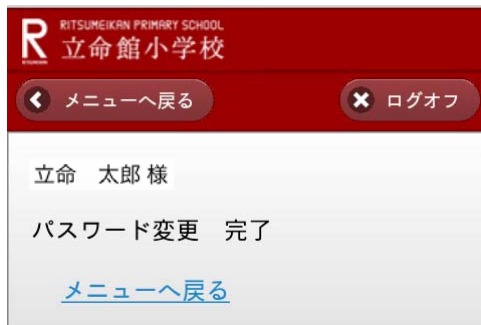 RITSUMEIKAN PRIMARY SCHOOL
R 立命館小学校
RITSUMEIKAN
メニューへ戻る ログオフ
立命　太郎 様
パスワード変更　完了
メニューへ戻る